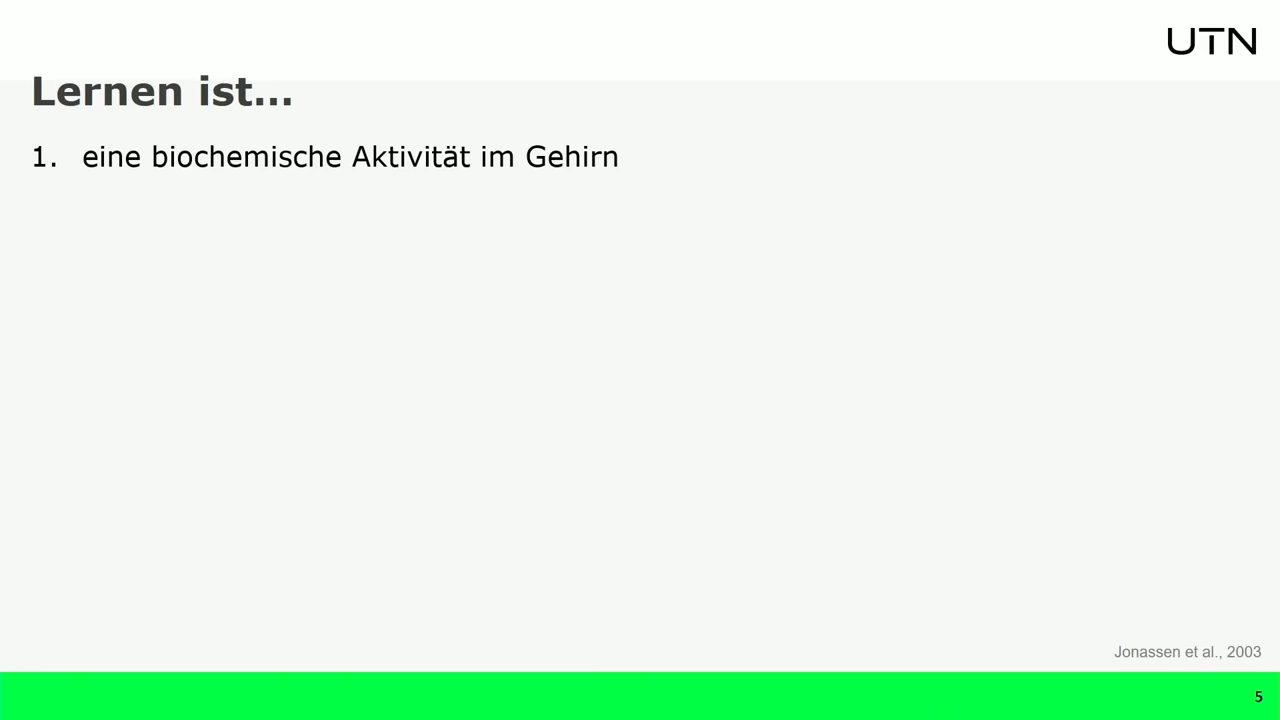 UTN
Lernen ist...
1. eine biochemische Aktivität im Gehirn
Jonassen et al., 2003
5